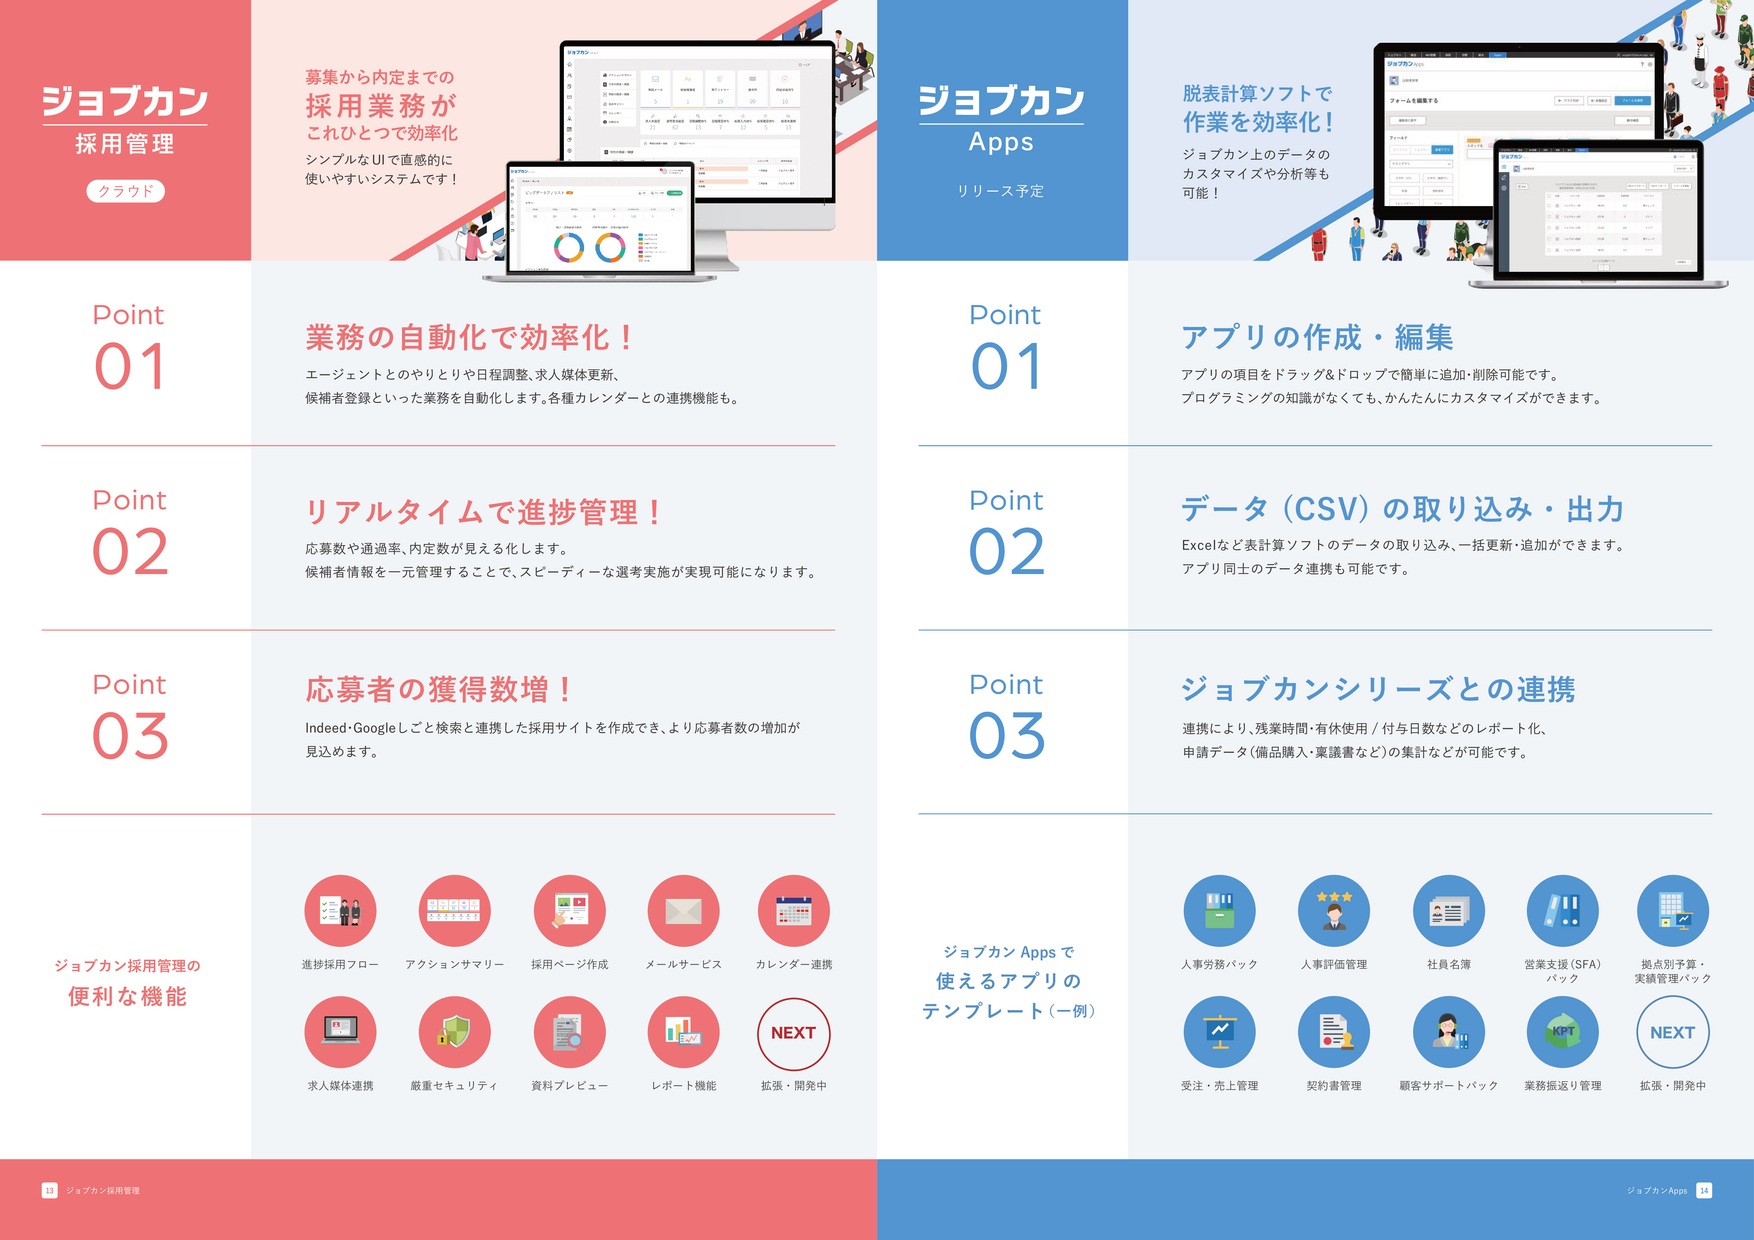 ジョブカン
採用管理
クラウド
募集から内定までの
採用業務が
これひとつで効率化
シンプルなUIで直感的に
使いやすいシステムです！
Point
01
業務の自動化で効率化！
エージェントとのやりとりや日程調整、求人媒体更新、
候補者登録といった業務を自動化します。各種カレンダーとの連携機能も。
Point
02
リアルタイムで進捗管理！
応募数や通過率、内定数が見える化します。
候補者情報を一元管理することで、スピーディーな選考実施が実現可能になります。
Point
03
応募者の獲得数増！
Indeed・Googleしごと検索と連携した採用サイトを作成でき、より応募者数の増加が
見込めます。
ジョブカン採用管理の
便利な機能
進捗採用フロー
アクションサマリー
採用ページ作成
メールサービス
カレンダー連携
NEXT
求人媒体連携
厳重セキュリティ
資料プレビュー
レポート機能
拡張・開発中
13 ジョブカン採用管理
ジョブカン
Apps
リリース予定
脱表計算ソフトで
作業を効率化！
ジョブカン上のデータの
カスタマイズや分析等も
可能！
ジョブカンApps
フォームを編集する
Point
01
アプリの作成・編集
アプリの項目をドラッグ&ドロップで簡単に追加・削除可能です。
プログラミングの知識がなくても、かんたんにカスタマイズができます。
Point
02
データ（CSV）の取り込み・出力
Excelなど表計算ソフトのデータの取り込み、一括更新・追加ができます。
アプリ同士のデータ連携も可能です。
Point
03
ジョブカンシリーズとの連携
連携により、残業時間・有休使用 / 付与日数などのレポート化、
申請データ（備品購入・稟議書など）の集計などが可能です。
ジョブカン Apps で
使えるアプリの
テンプレート（一例）
人事労務パック
人事評価管理
社員名簿
営業支援（SFA）
パック
拠点別予算・
実績管理パック
KPT
NEXT
受注・売上管理
契約書管理
顧客サポートパック
業務振返り管理
拡張・開発中
ジョブカンApps 14